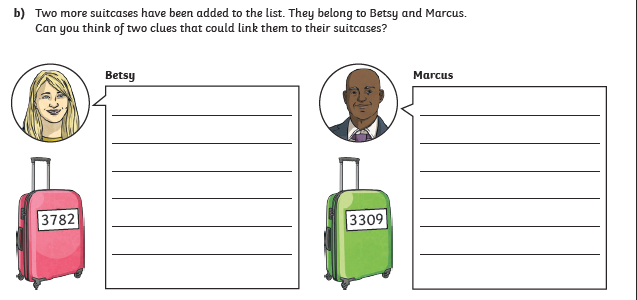 b) Two more suitcases have been added to the list. They belong to Betsy and Marcus.
Can you think of two clues that could link them to their suitcases?
Betsy
Marcus
3782
3309